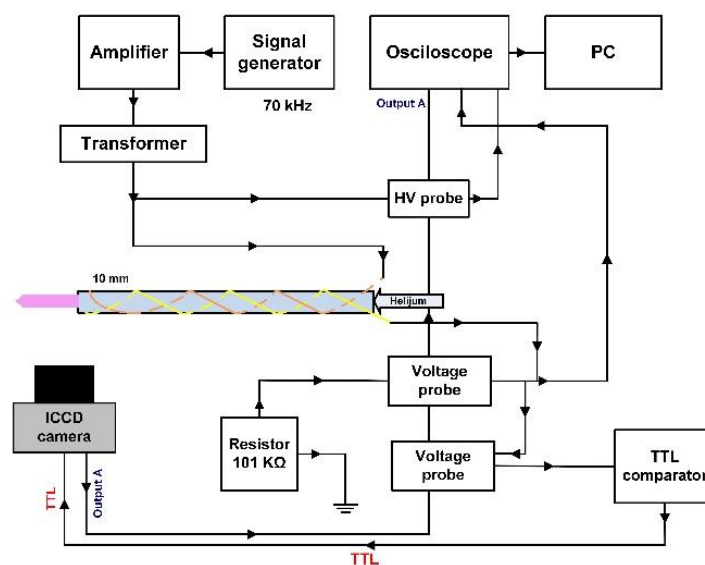 Amplifier
Signal
generator
70 kHz
Osciloscope
PC
Output A
Transformer
HV probe
10 mm
Helijum
Voltage
probe
ICCD
camera
Resistor
101 KΩ
Voltage
probe
TTL
comparator
TTL
Output A
TTL